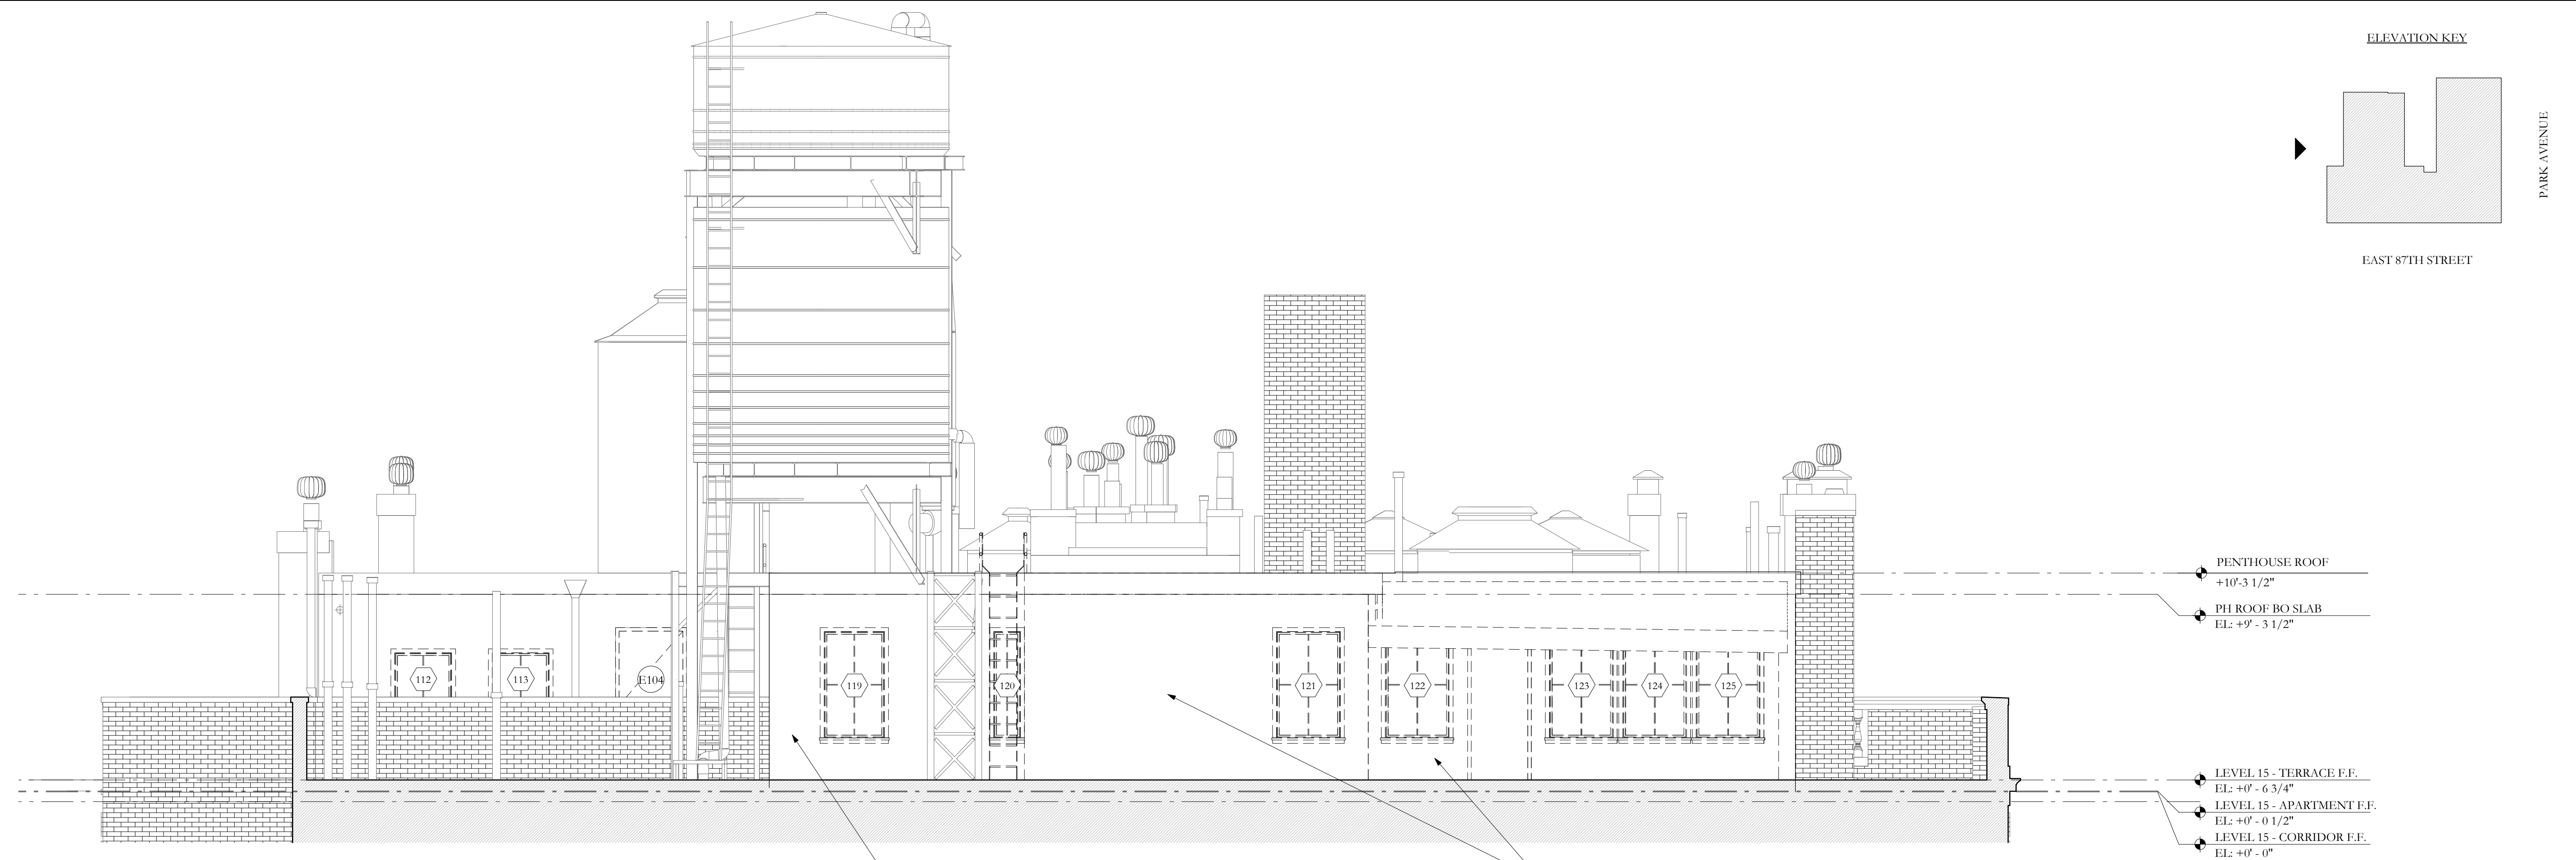 ELEVATION KEY
PARK AVENUE
EAST 87TH STREET
PENTHOUSE ROOF
+10'-3 1/2"
PH ROOF BO SLAB
EL: +9' - 3 1/2"
112
113
E104
119
120
121
122
123
124
125
LEVEL 15 - TERRACE F.F.
EL: +0' - 6 3/4"
LEVEL 15 - APARTMENT F.F.
EL: +0' - 0 1/2"
LEVEL 15 - CORRIDOR F.F.
EL: +0' - 0"